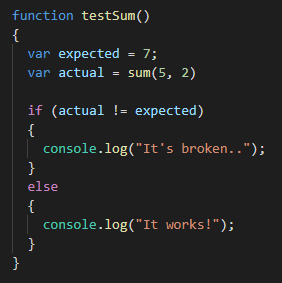 function testSum()
{
  var expected = 7;
  var actual = sum(5, 2)

  if (actual != expected)
  {
    console.log("It's broken..");
  }
  else
  {
    console.log("It works!");
  }
}